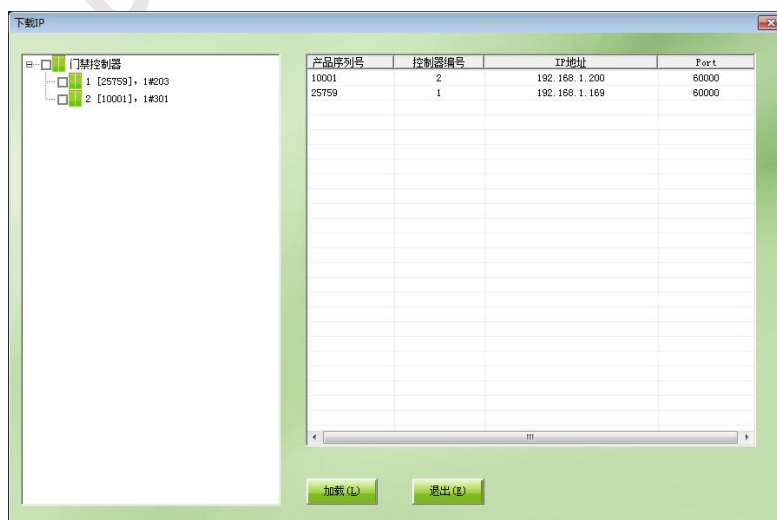 下载IP
门禁控制器
1 [25759], 1#203
2 [10001], 1#301
产品序列号 控制器编号 IP地址 Port
10001 2 192.168.1.200 60000
25759 1 192.168.1.169 60000
加载(L) 退出(E)